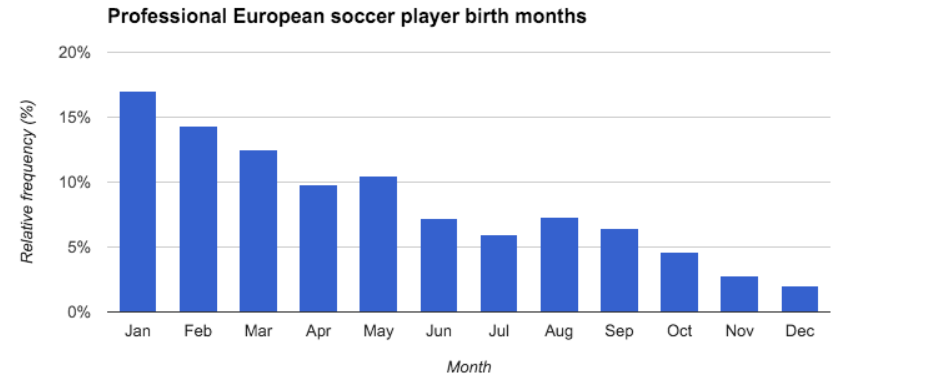 Professional European soccer player birth months
20%
15%
10%
5%
0%
Relative frequency (%)
Jan Feb Mar Apr May Jun Jul Aug Sep Oct Nov Dec
Month